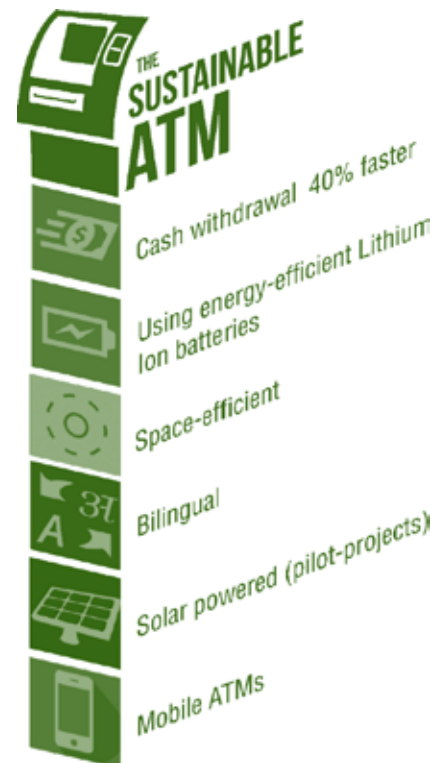 THE
SUSTAINABLE
ATM
Cash withdrawal 40% faster
Using energy-efficient Lithium
Ion batteries
Space-efficient
अ
A
Bilingual
Solar powered (pilot-projects)
Mobile ATMs